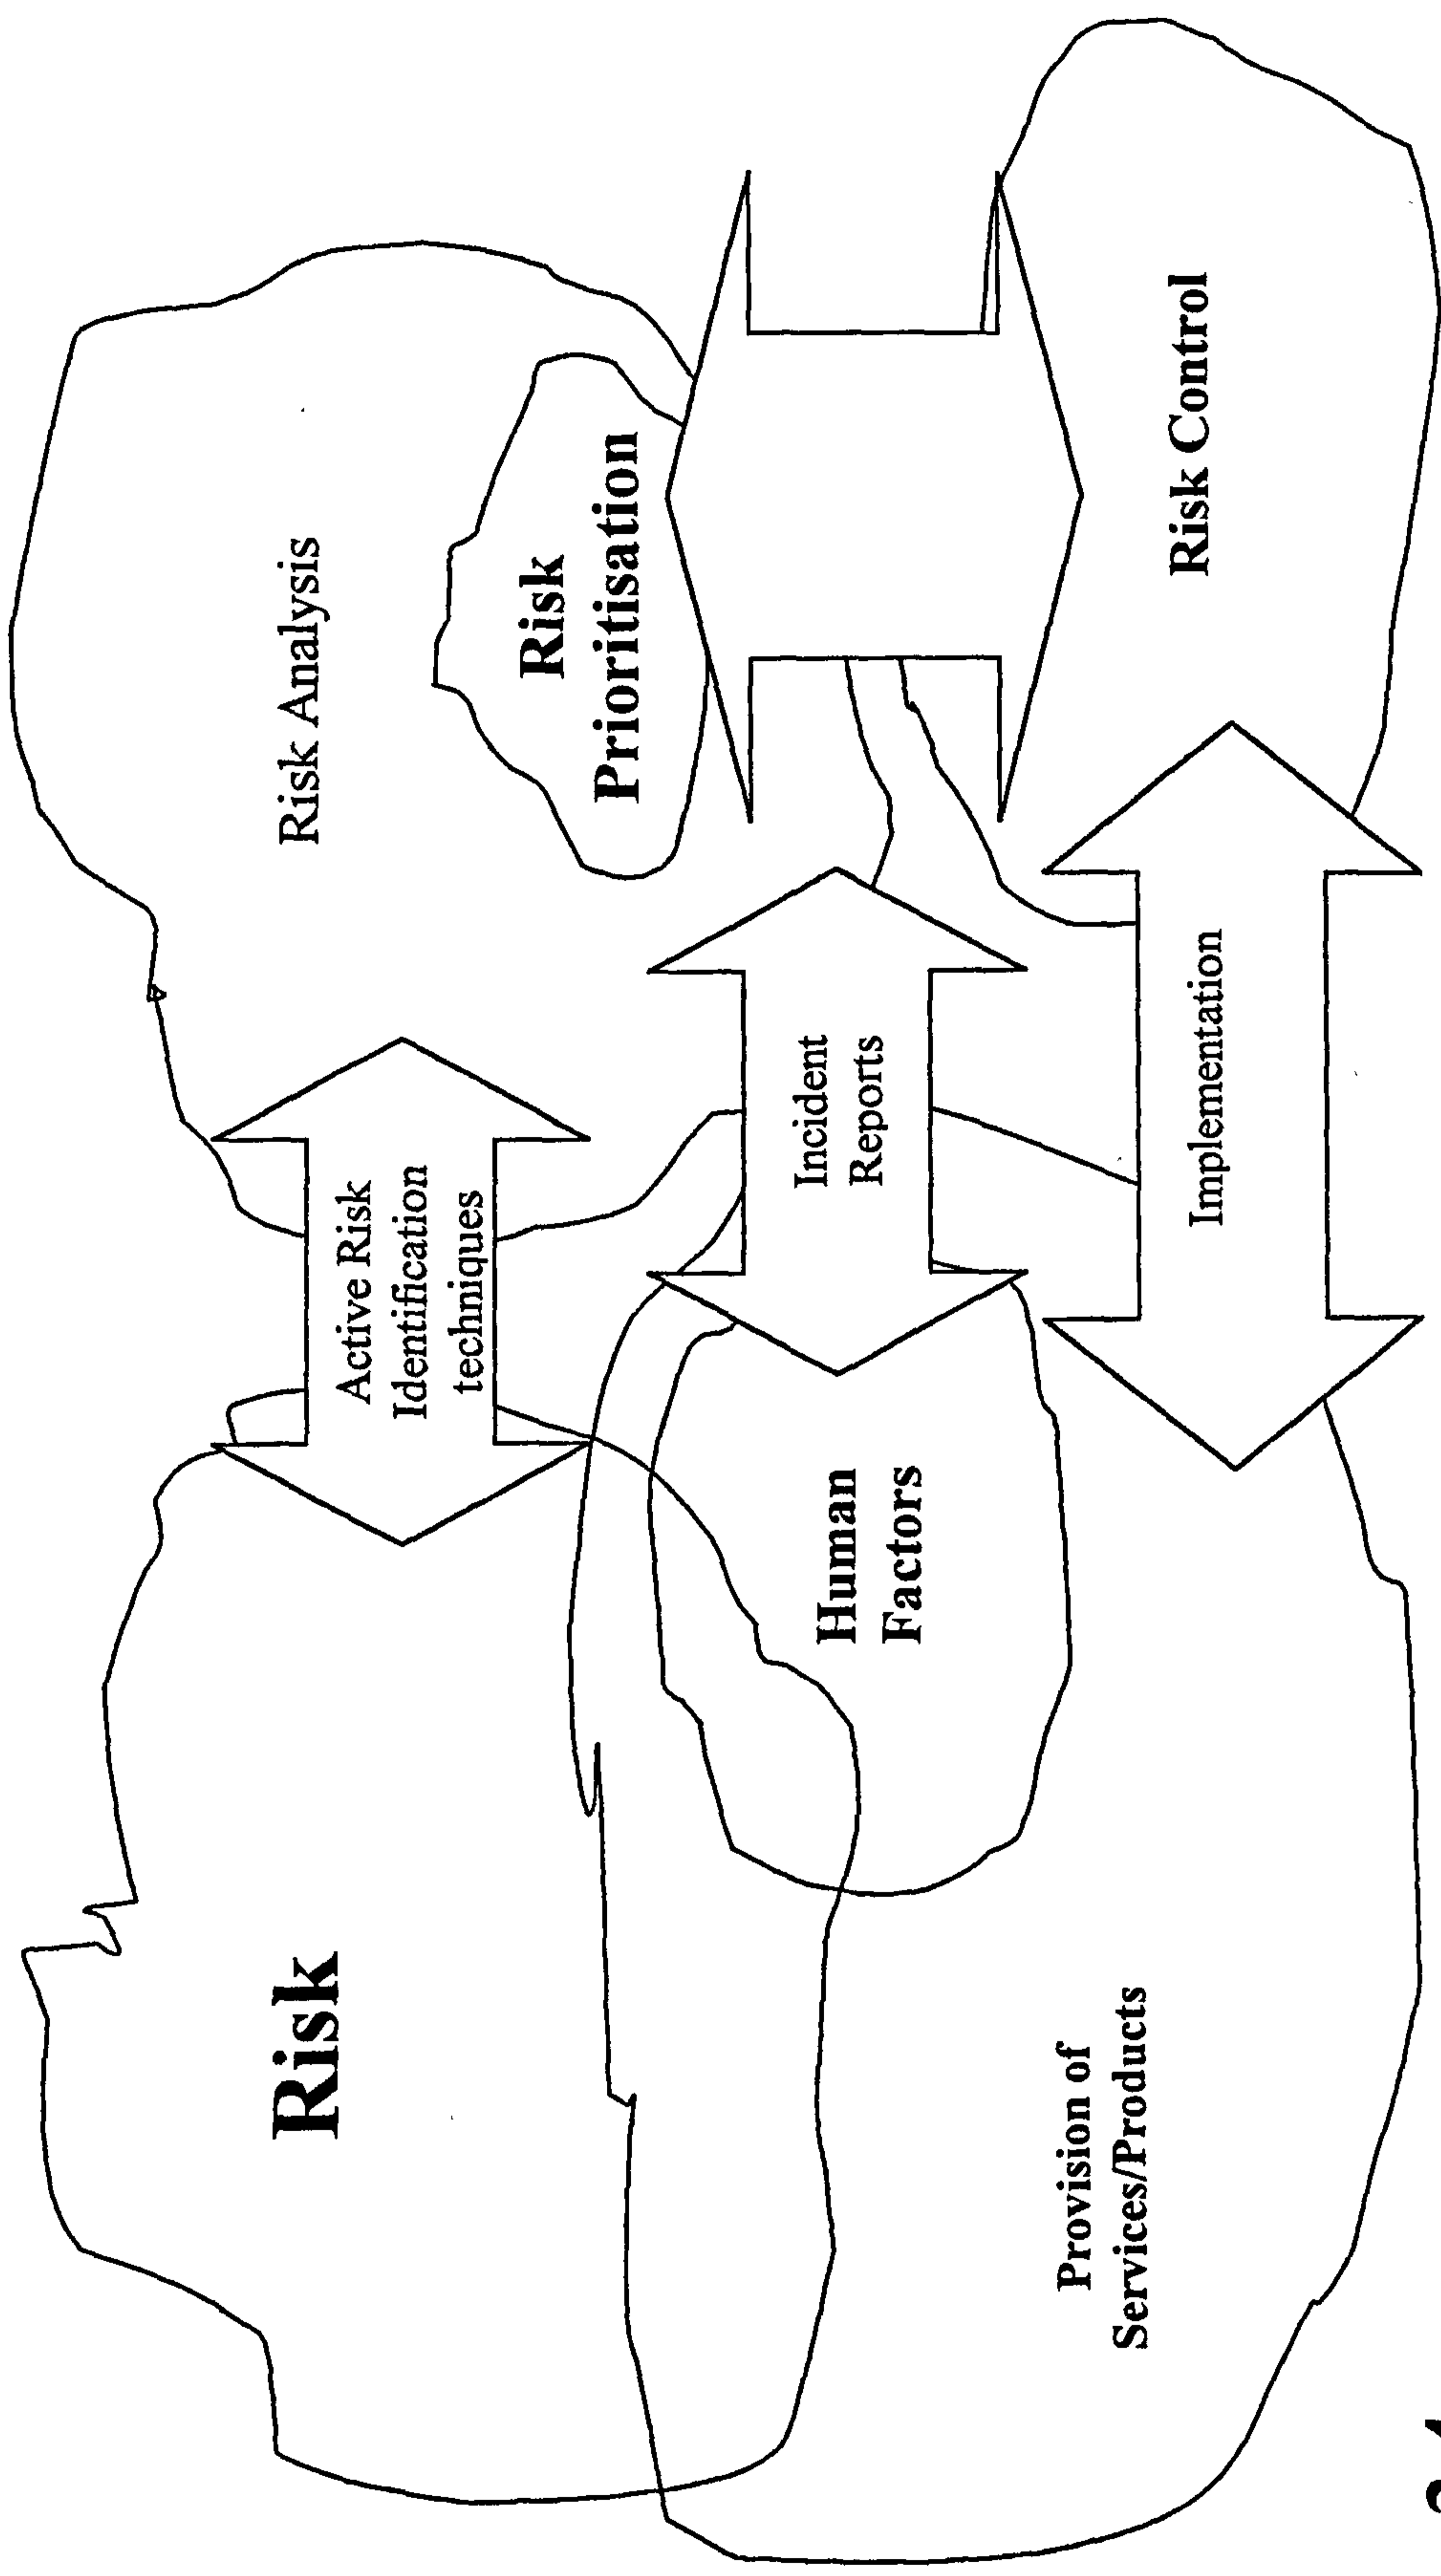 Risk
Active Risk
Identification
techniques
Risk Analysis
Risk
Prioritisation
Human
Factors
Incident
Reports
Provision of
Services/Products
Implementation
Risk Control